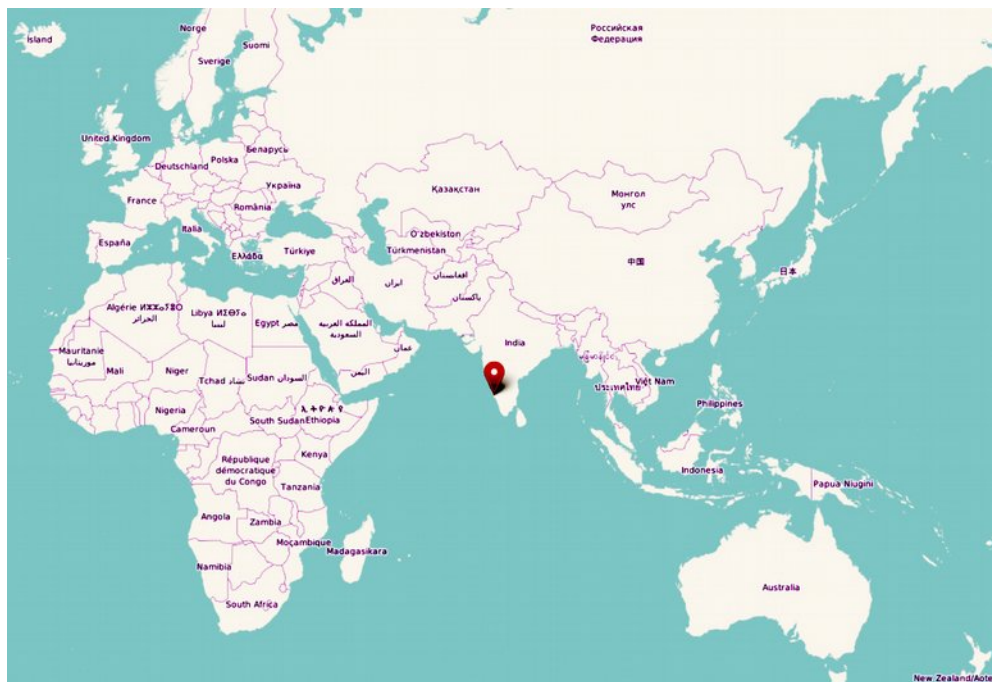 Ísland
Norge
Suomi
Sverige
Российская
Федерация
United Kingdom
Беларусь
Polska
Deutschland
Україна
France
România
Italia
España
Ελλάδα
Türkiye
Қазақстан
Монгол
улс
O'zbekiston
Türkmenistan
中国
日本
افغانستان
پاکستان
ایران
العراق
Algérie ⵍⵣⵣⴰⵢⴻⵔ
الجزائر
Libya ⵍⵉⴱⵢⴰ
ليبيا
Egypt مصر
المملكة العربية
السعودية
عمان
اليمن
India
Mauritanie
موريتانيا
Mali
Niger
Tchad تشاد
Sudan السودان
ประเทศไทย
Việt Nam
Philippines
Nigeria
Cameroun
South Sudan
Ethiopia
Kenya
République
démocratique
du Congo
Tanzania
Indonesia
Papua Niugini
Angola
Zambia
Moçambique
Madagasikara
Namibia
South Africa
Australia
New Zealand/Aote